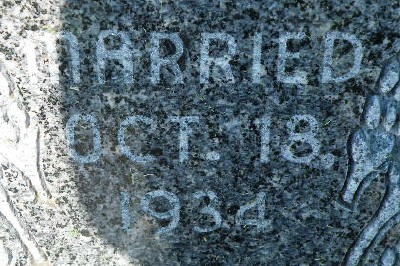 MARRIED
OCT. 18,
1934